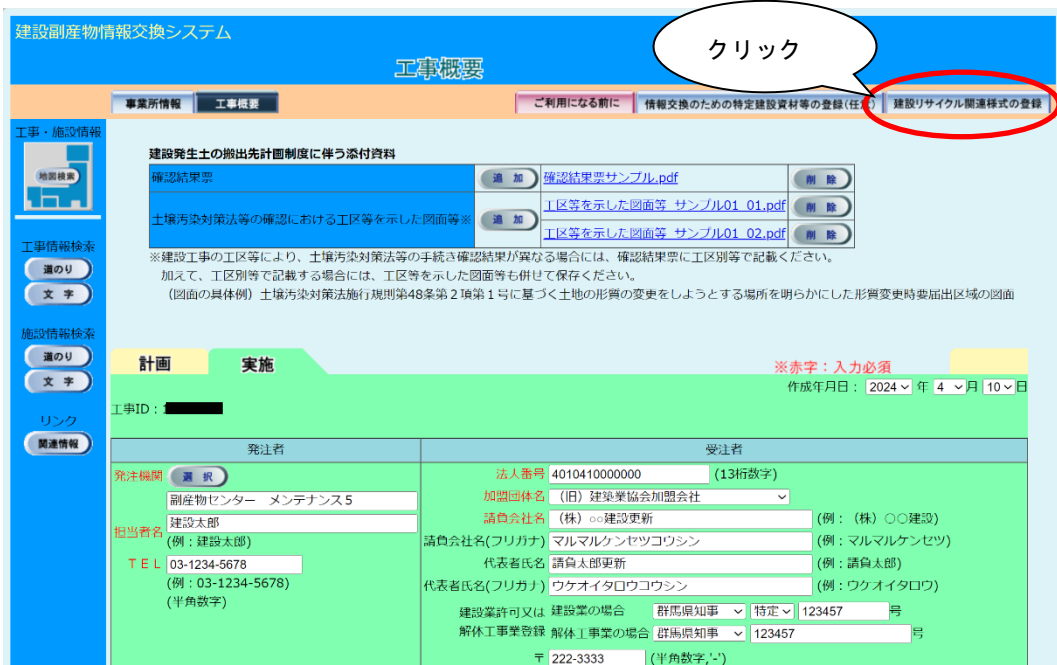 建設副産物情報交換システム
クリック
工事概要
事業所情報 工事概要 ご利用になる前に 情報交換のための特定建設資材等の登録(任意) 建設リサイクル関連様式の登録
工事・施設情報
地図検索
工事情報検索
道のり
文 字
施設情報検索
道のり
文 字
リンク
関連情報
建設発生土の搬出先計画制度に伴う添付資料
確認結果票 追 加 確認結果票サンプル.pdf 削 除
土壌汚染対策法等の確認における工区等を示した図面等※ 追 加 工区等を示した図面等_サンプル01_01.pdf 削 除
工区等を示した図面等_サンプル01_02.pdf 削 除
※建設工事の工区等により、土壌汚染対策法等の手続き確認結果が異なる場合には、確認結果票に工区別等で記載ください。
加えて、工区別等で記載する場合には、工区等を示した図面等も併せて保存ください。
（図面の具体例）土壌汚染対策法施行規則第48条第２項第１号に基づく土地の形質の変更をしようとする場所を明らかにした形質変更時要届出区域の図面
計画 実施
※赤字：入力必須
作成年月日： 2024 年 4 月 10 日
工事ID：
発注者 受注者
発注機関 選 択
副産物センター　メンテナンス５
担当者名 建設太郎
(例：建設太郎)
ＴＥＬ 03-1234-5678
(例：03-1234-5678)
(半角数字)
法人番号 4010410000000 (13桁数字)
加盟団体名 （旧）建築業協会加盟会社
請負会社名 （株）○○建設更新 (例：（株）〇〇建設)
請負会社名(フリガナ) マルマルケンセツコウシン (例：マルマルケンセツ)
代表者氏名 請負太郎更新 (例：請負太郎)
代表者氏名(フリガナ) ウケオイタロウコウシン (例：ウケオイタロウ)
建設業許可又は 建設業の場合 群馬県知事 特定 123457 号
解体工事業登録 解体工事業の場合 群馬県知事 123457 号
〒 222-3333 (半角数字,'-')